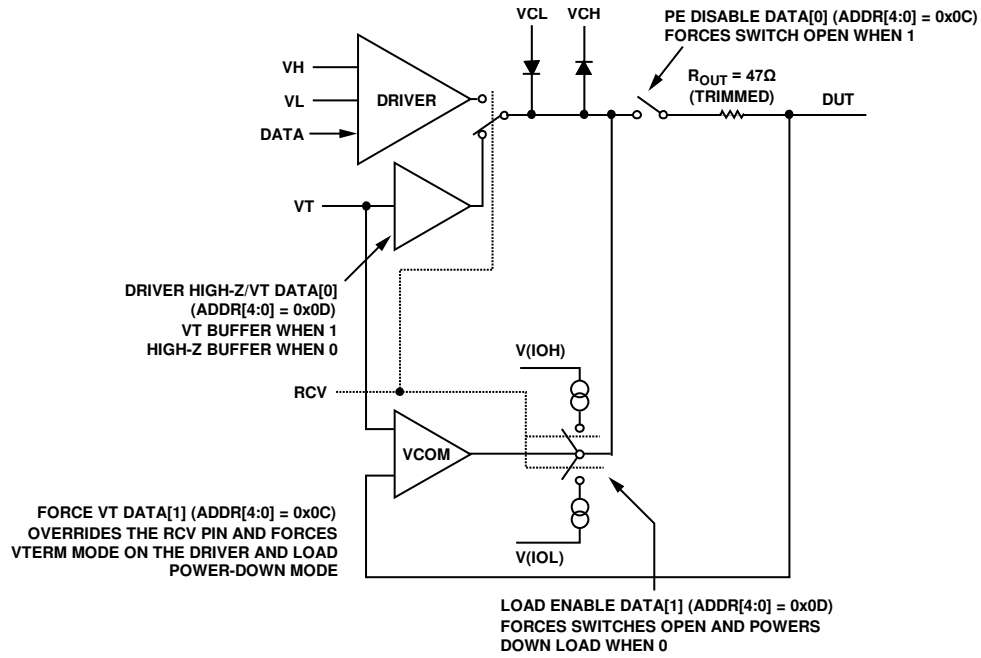 VCL
VCH
PE DISABLE DATA[0] (ADDR[4:0] = 0x0C)
FORCES SWITCH OPEN WHEN 1
ROUT = 47Ω
(TRIMMED)
DUT
VH
VL
DATA
DRIVER
VT
DRIVER HIGH-Z/VT DATA[0]
(ADDR[4:0] = 0x0D)
VT BUFFER WHEN 1
HIGH-Z BUFFER WHEN 0
V(IOH)
RCV
VCOM
FORCE VT DATA[1] (ADDR[4:0] = 0x0C)
OVERRIDES THE RCV PIN AND FORCES
VTERM MODE ON THE DRIVER AND LOAD
POWER-DOWN MODE
V(IOL)
LOAD ENABLE DATA[1] (ADDR[4:0] = 0x0D)
FORCES SWITCHES OPEN AND POWERS
DOWN LOAD WHEN 0